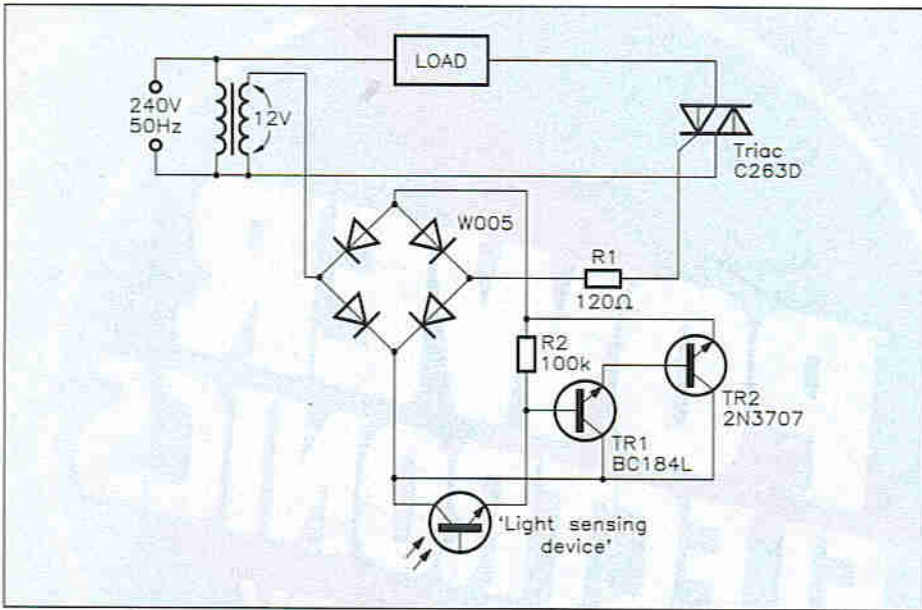 LOAD
240V
50Hz
12V
Triac
C263D
W005
R1
120Ω
R2
100k
TR2
2N3707
TR1
BC184L
'Light sensing
device'